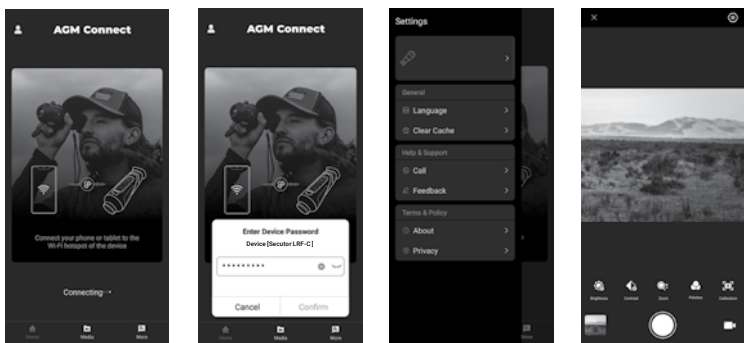 AGM Connect
Connect your phone or tablet to the
Wi-Fi hotspot of the device
Connecting···
Home
Media
More
AGM Connect
Enter Device Password
Device [Secutor LRF-C]
*********
Cancel
Confirm
Home
Media
More
Settings
General
Language
Clear Cache
Help & Support
Call
Feedback
Terms & Policy
About
Privacy
More
Brightness
Contrast
Zoom
Palettes
Calibration